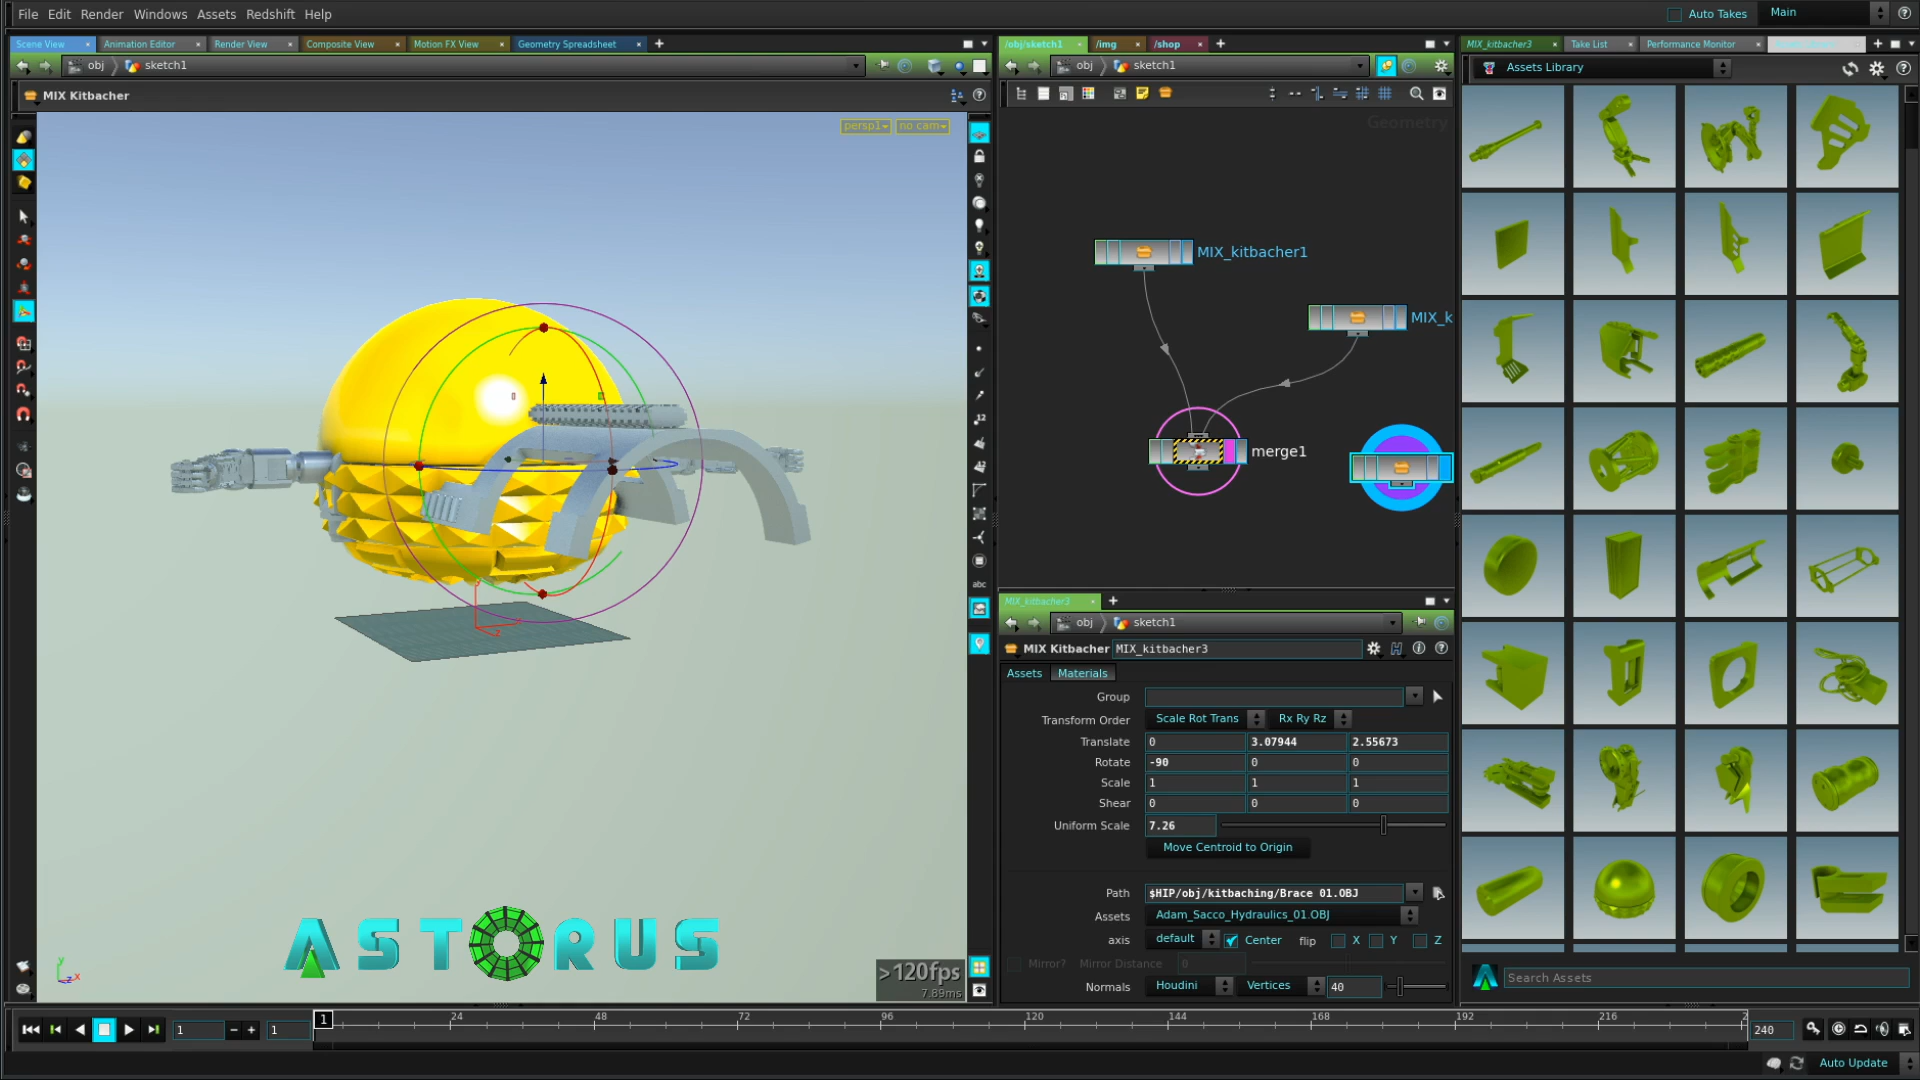 File Edit Render Windows Assets Redshift Help
Auto Takes Main
Scene View Animation Editor Render View Composite View Motion FX View Geometry Spreadsheet
/obj/sketch1 /img /shop
MIX_kitbacher3 Take List Performance Monitor
obj sketch1
obj sketch1
Assets Library
MIX Kitbacher
persp1 no cam
Geometry
MIX_kitbacher1
MIX_k
merge1
abc
12
MIX_kitbacher3
obj sketch1
MIX Kitbacher MIX_kitbacher3
Assets Materials
Group
Transform Order Scale Rot Trans Rx Ry Rz
Translate 0 3.07944 2.55673
Rotate -90 0 0
Scale 1 1 1
Shear 0 0 0
Uniform Scale 7.26
Move Centroid to Origin
Path $HIP/obj/kitbaching/Brace_01.OBJ
Assets Adam_Sacco_Hydraulics_01.OBJ
axis default Center flip X Y Z
Mirror? Mirror Distance 0
Normals Houdini Vertices 40
Search Assets
ASTORUS
>120fps
7.89ms
y
z x
z
1 1 1 24 48 72 96 120 144 168 192 216 2 240
Auto Update